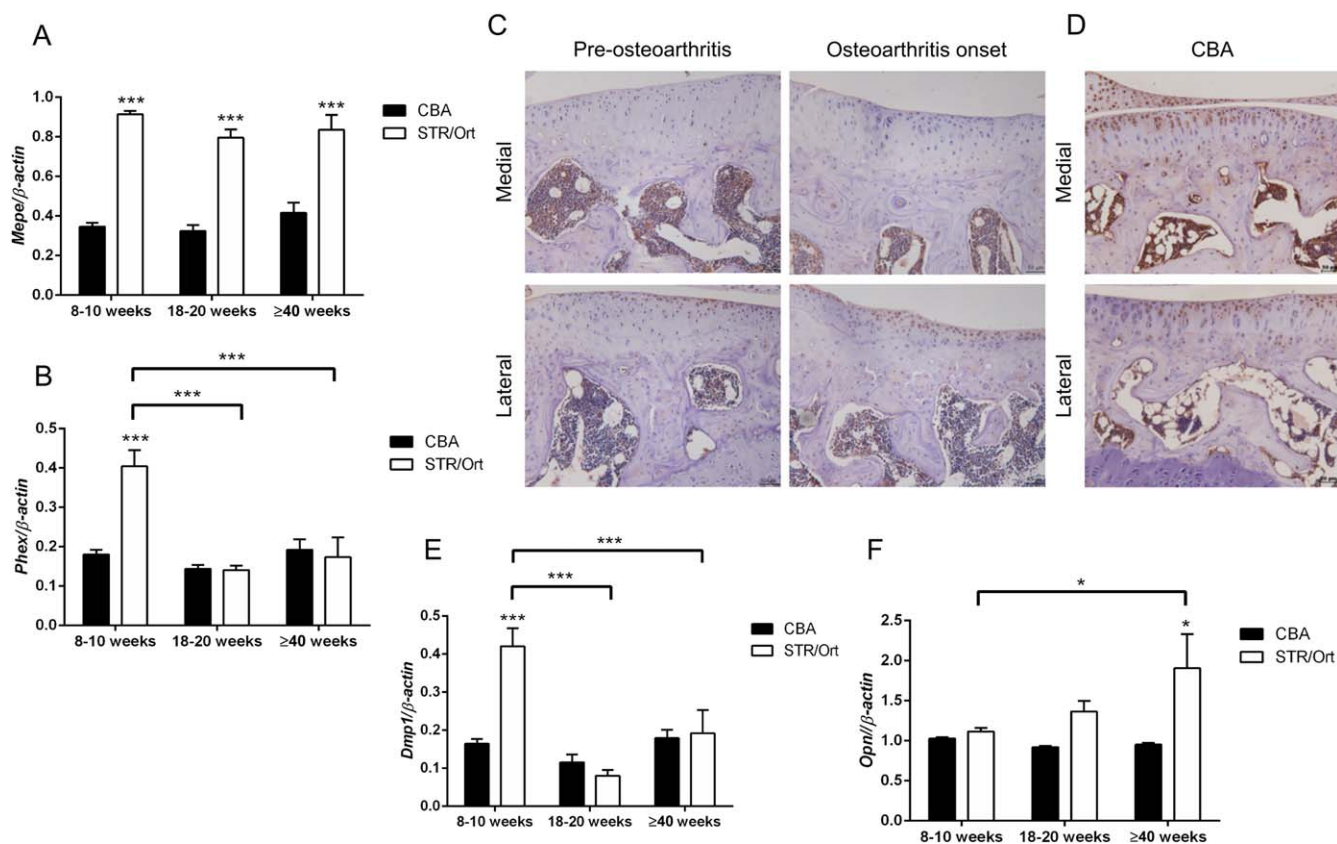 A
Mepe/β-actin
1.0
0.8
0.6
0.4
0.2
0.0
***
***
***
8-10 weeks
18-20 weeks
≥40 weeks
CBA
STR/Ort
B
Phex/β-actin
0.5
0.4
0.3
0.2
0.1
0.0
***
***
***
8-10 weeks
18-20 weeks
≥40 weeks
CBA
STR/Ort
C
Pre-osteoarthritis
Osteoarthritis onset
Medial
Lateral
D
CBA
Medial
Lateral
E
Dmp1/β-actin
0.5
0.4
0.3
0.2
0.1
0.0
***
***
***
8-10 weeks
18-20 weeks
≥40 weeks
CBA
STR/Ort
F
Opn//β-actin
2.5
2.0
1.5
1.0
0.5
0.0
*
*
8-10 weeks
18-20 weeks
≥40 weeks
CBA
STR/Ort